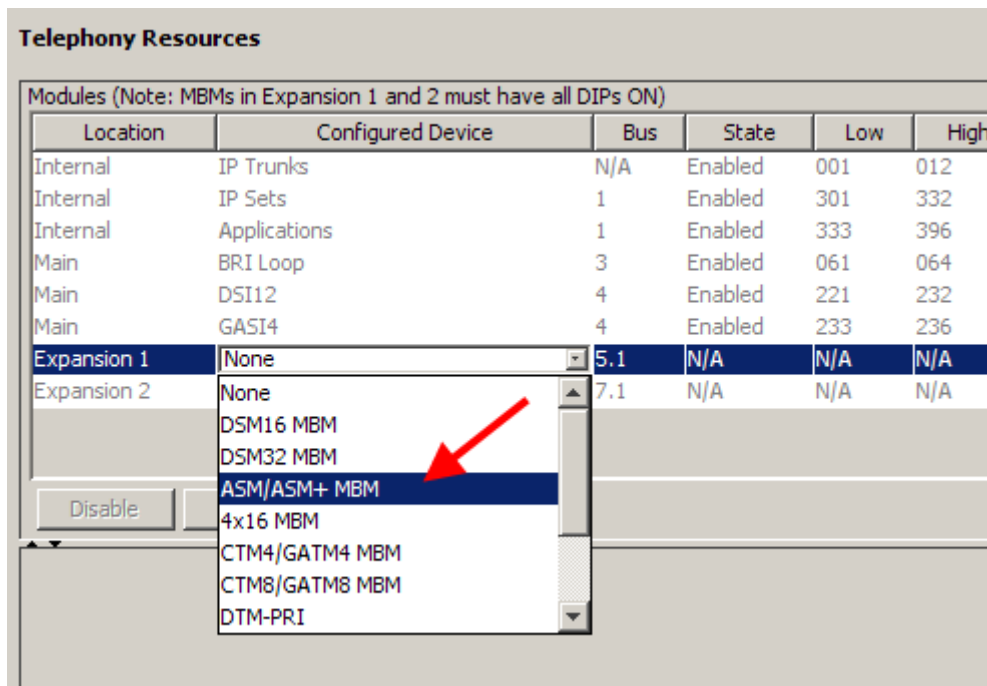 Telephony Resources
Modules (Note: MBMs in Expansion 1 and 2 must have all DIPs ON)
Location Configured Device Bus State Low High
Internal IP Trunks N/A Enabled 001 012
Internal IP Sets 1 Enabled 301 332
Internal Applications 1 Enabled 333 396
Main BRI Loop 3 Enabled 061 064
Main DSI12 4 Enabled 221 232
Main GASI4 4 Enabled 233 236
Expansion 1 None 5.1 N/A N/A N/A
Expansion 2 None 7.1 N/A N/A N/A
DSM16 MBM
DSM32 MBM
ASM/ASM+ MBM
Disable 4x16 MBM
CTM4/GATM4 MBM
CTM8/GATM8 MBM
DTM-PRI